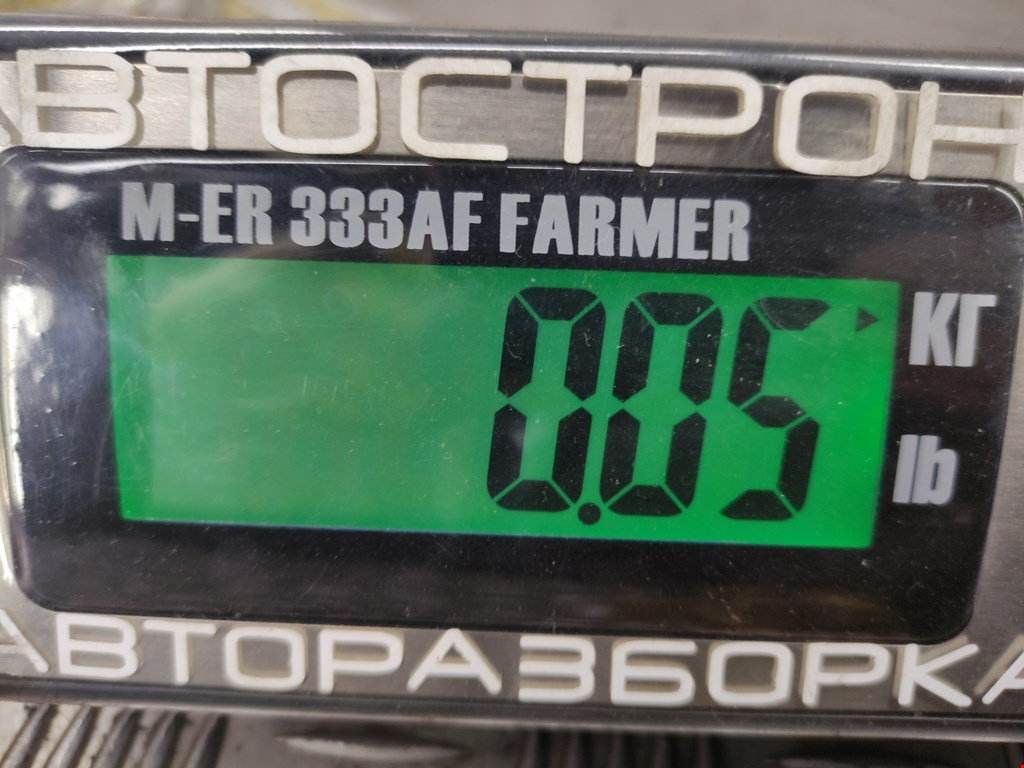 АВТОСТРОН
M-ER 333AF FARMER
0.05
КГ
lb
АВТОРАЗБОРКА